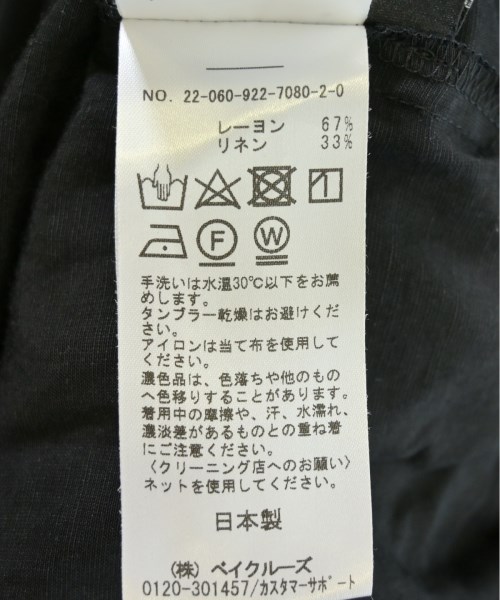 NO. 22-060-922-7080-2-0
レーヨン 67%
リネン 33%
F W
手洗いは水温30℃以下をお薦
めします。
タンブラー乾燥はお避けくだ
さい。
アイロンは当て布を使用して
ください。
濃色品は、色落ちや他のもの
へ色移りすることがあります。
着用中の摩擦や、汗、水濡れ、
濃淡差があるものとの重ね着
にご注意ください。
〈クリーニング店へのお願い〉
ネットを使用してください。
日本製
(株) ベイクルーズ
0120-301457/カスタマーサポート